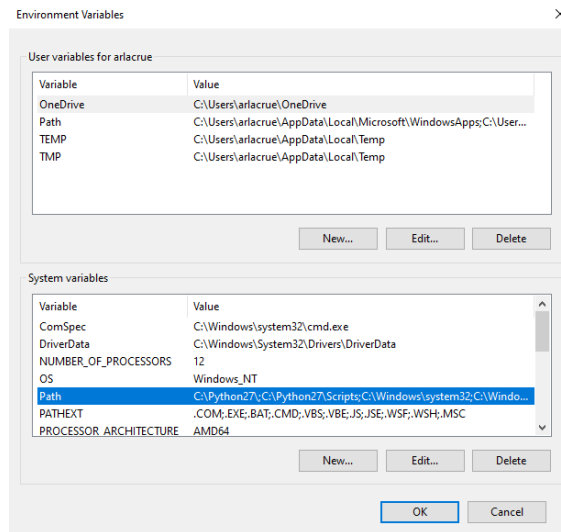 Environment Variables
User variables for arlacrue
Variable Value
OneDrive C:\Users\arlacrue\OneDrive
Path C:\Users\arlacrue\AppData\Local\Microsoft\WindowsApps;C:\User...
TEMP C:\Users\arlacrue\AppData\Local\Temp
TMP C:\Users\arlacrue\AppData\Local\Temp
New... Edit... Delete
System variables
Variable Value
ComSpec C:\Windows\system32\cmd.exe
DriverData C:\Windows\System32\Drivers\DriverData
NUMBER_OF_PROCESSORS 12
OS Windows_NT
Path C:\Python27\;C:\Python27\Scripts;C:\Windows\system32;C:\Windo...
PATHEXT .COM;.EXE;.BAT;.CMD;.VBS;.VBE;.JS;.JSE;.WSF;.WSH;.MSC
PROCESSOR_ARCHITECTURE AMD64
New... Edit... Delete
OK Cancel